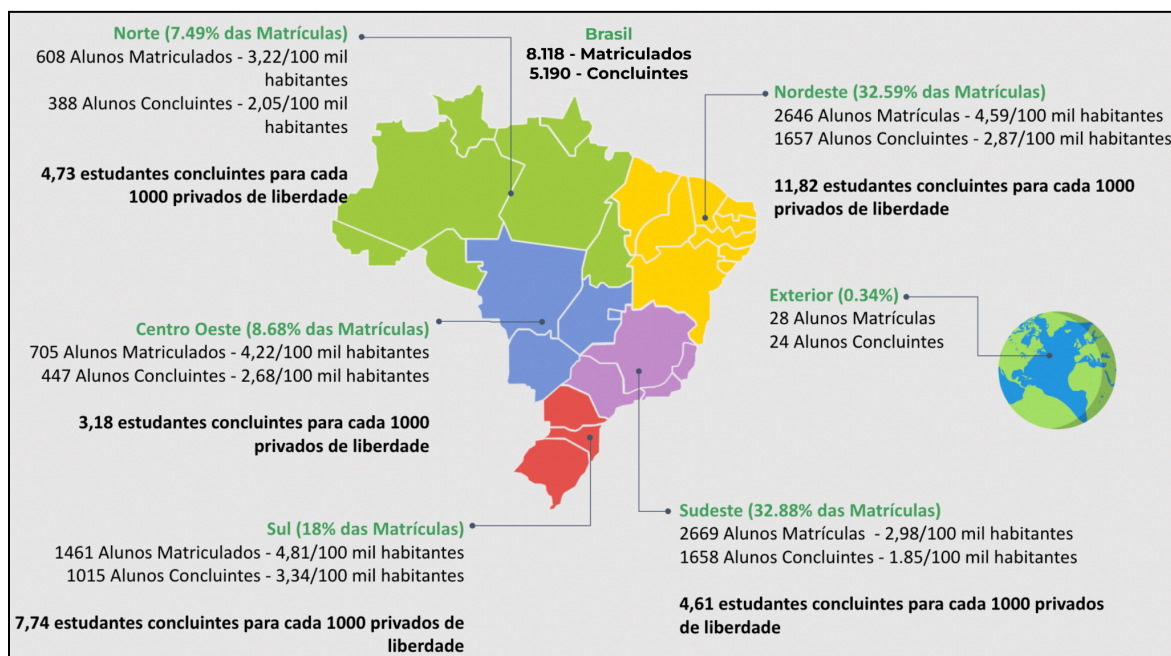 Norte (7.49% das Matrículas)
608 Alunos Matriculados - 3,22/100 mil
habitantes
388 Alunos Concluintes - 2,05/100 mil
habitantes
4,73 estudantes concluintes para cada
1000 privados de liberdade
Brasil
8.118 - Matriculados
5.190 - Concluintes
Nordeste (32.59% das Matrículas)
2646 Alunos Matrículas - 4,59/100 mil habitantes
1657 Alunos Concluintes - 2,87/100 mil habitantes
11,82 estudantes concluintes para cada 1000
privados de liberdade
Exterior (0.34%)
28 Alunos Matrículas
24 Alunos Concluintes
Centro Oeste (8.68% das Matrículas)
705 Alunos Matriculados - 4,22/100 mil habitantes
447 Alunos Concluintes - 2,68/100 mil habitantes
3,18 estudantes concluintes para cada 1000
privados de liberdade
Sul (18% das Matrículas)
1461 Alunos Matriculados - 4,81/100 mil habitantes
1015 Alunos Concluintes - 3,34/100 mil habitantes
7,74 estudantes concluintes para cada 1000 privados de
liberdade
Sudeste (32.88% das Matrículas)
2669 Alunos Matrículas - 2,98/100 mil habitantes
1658 Alunos Concluintes - 1.85/100 mil habitantes
4,61 estudantes concluintes para cada 1000 privados
de liberdade